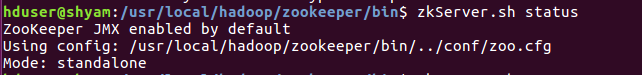 hduser@shyam:/usr/local/hadoop/zookeeper/bin$ zkServer.sh status
ZooKeeper JMX enabled by default
Using config: /usr/local/hadoop/zookeeper/bin/../conf/zoo.cfg
Mode: standalone